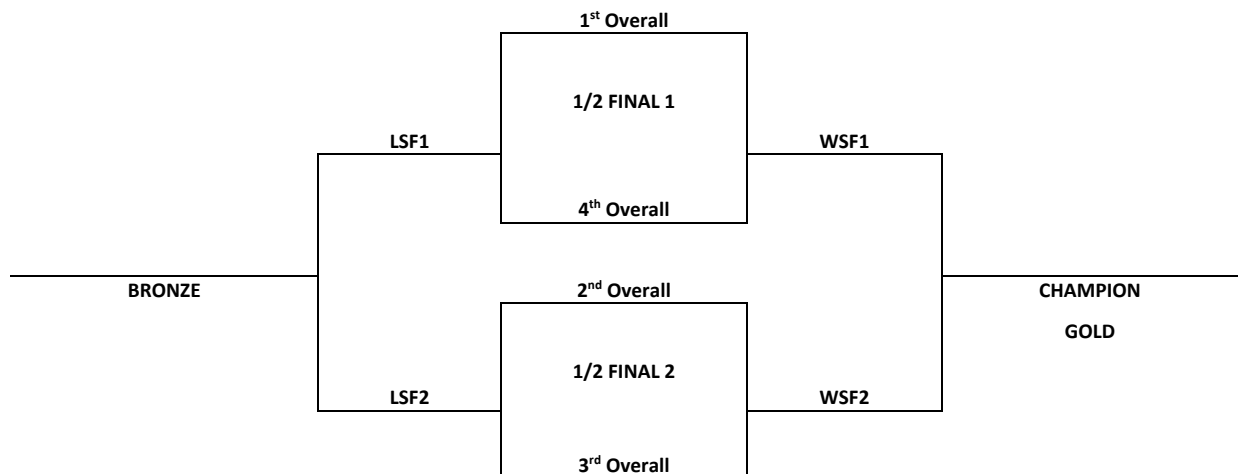 1st Overall
1/2 FINAL 1
LSF1
WSF1
4th Overall
BRONZE
2nd Overall
CHAMPION
GOLD
1/2 FINAL 2
LSF2
WSF2
3rd Overall